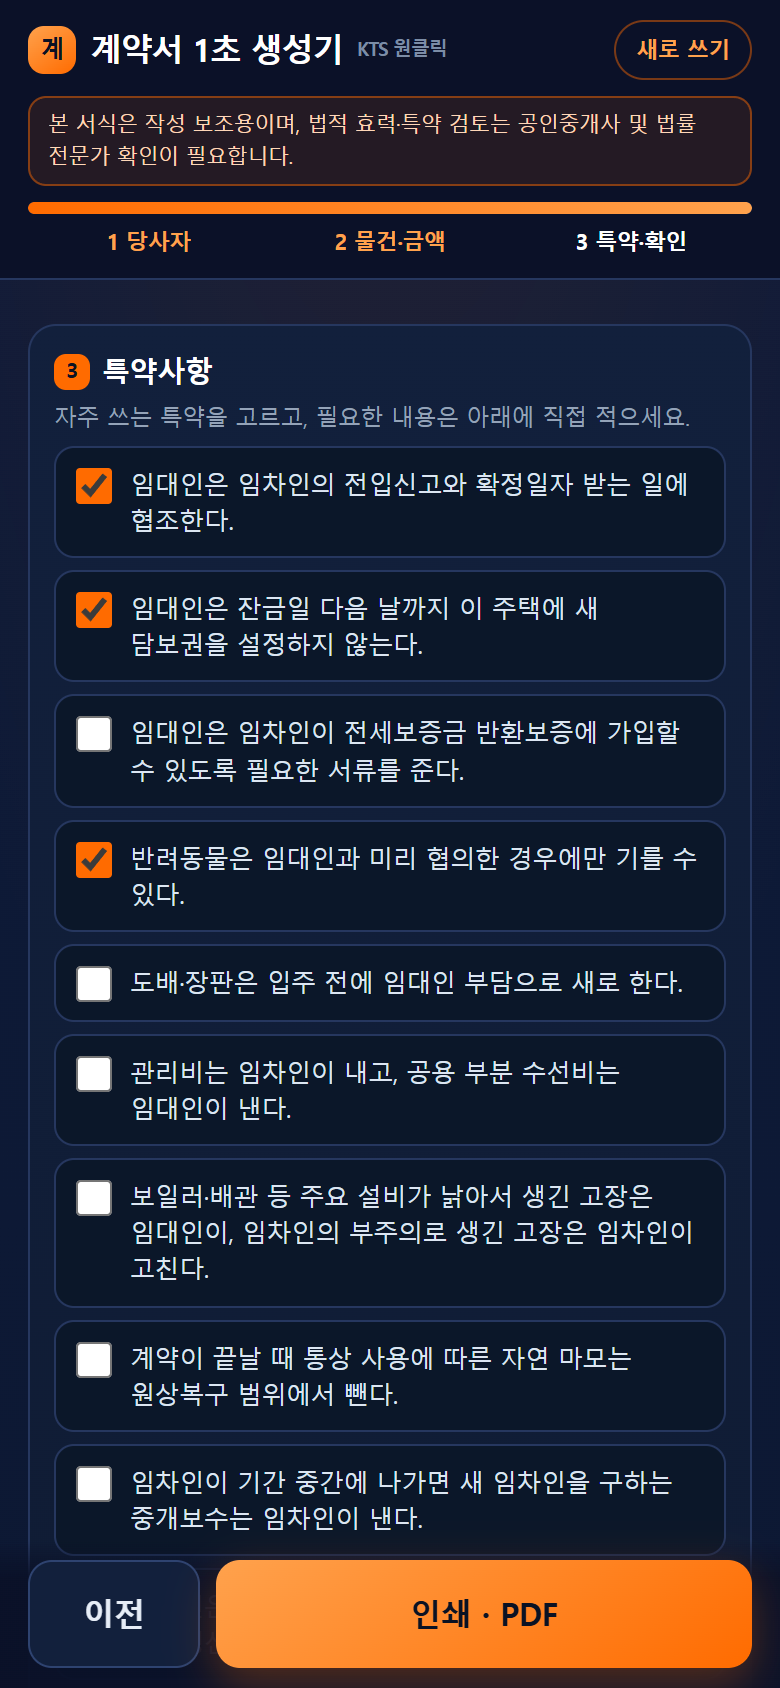 계 계약서 1초 생성기 KTS 원클릭 새로 쓰기
본 서식은 작성 보조용이며, 법적 효력·특약 검토는 공인중개사 및 법률
전문가 확인이 필요합니다.
1 당사자 2 물건·금액 3 특약·확인
3 특약사항
자주 쓰는 특약을 고르고, 필요한 내용은 아래에 직접 적으세요.
임대인은 임차인의 전입신고와 확정일자 받는 일에
협조한다.
임대인은 잔금일 다음 날까지 이 주택에 새
담보권을 설정하지 않는다.
임대인은 임차인이 전세보증금 반환보증에 가입할
수 있도록 필요한 서류를 준다.
반려동물은 임대인과 미리 협의한 경우에만 기를 수
있다.
도배·장판은 입주 전에 임대인 부담으로 새로 한다.
관리비는 임차인이 내고, 공용 부분 수선비는
임대인이 낸다.
보일러·배관 등 주요 설비가 낡아서 생긴 고장은
임대인이, 임차인의 부주의로 생긴 고장은 임차인이
고친다.
계약이 끝날 때 통상 사용에 따른 자연 마모는
원상복구 범위에서 뺀다.
임차인이 기간 중간에 나가면 새 임차인을 구하는
중개보수는 임차인이 낸다.
이전 인쇄 · PDF